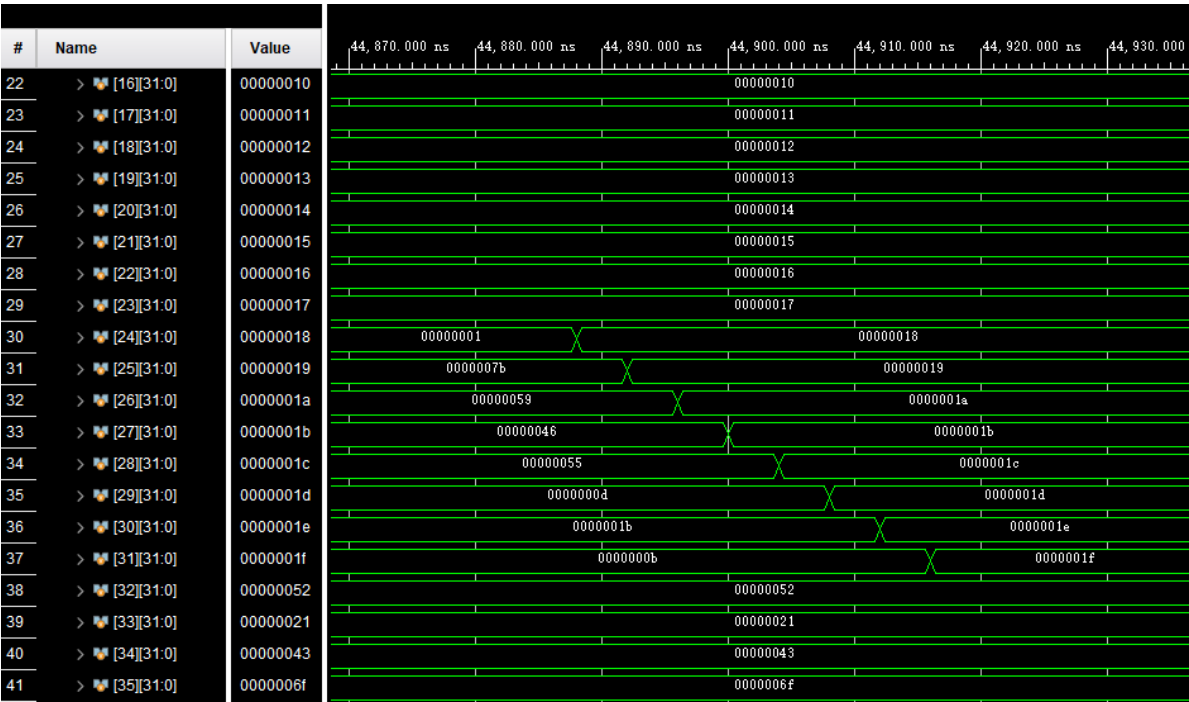 # Name Value 44,870.000 ns 44,880.000 ns 44,890.000 ns 44,900.000 ns 44,910.000 ns 44,920.000 ns 44,930.000
22 > [16][31:0] 00000010 00000010
23 > [17][31:0] 00000011 00000011
24 > [18][31:0] 00000012 00000012
25 > [19][31:0] 00000013 00000013
26 > [20][31:0] 00000014 00000014
27 > [21][31:0] 00000015 00000015
28 > [22][31:0] 00000016 00000016
29 > [23][31:0] 00000017 00000017
30 > [24][31:0] 00000018 00000001 00000018
31 > [25][31:0] 00000019 0000007b 00000019
32 > [26][31:0] 0000001a 00000059 0000001a
33 > [27][31:0] 0000001b 00000046 0000001b
34 > [28][31:0] 0000001c 00000055 0000001c
35 > [29][31:0] 0000001d 0000000d 0000001d
36 > [30][31:0] 0000001e 0000001b 0000001e
37 > [31][31:0] 0000001f 0000000b 0000001f
38 > [32][31:0] 00000052 00000052
39 > [33][31:0] 00000021 00000021
40 > [34][31:0] 00000043 00000043
41 > [35][31:0] 0000006f 0000006f